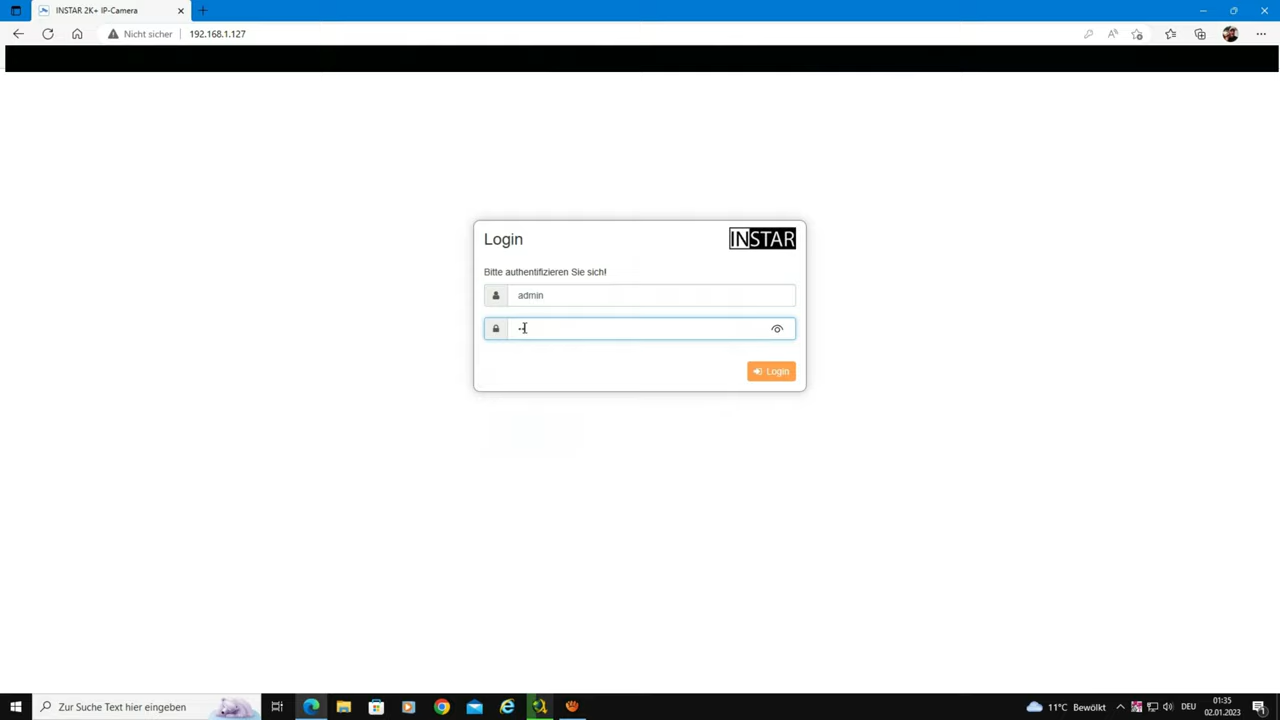 INSTAR 2K+ IP-Camera
Nicht sicher
192.168.1.127
Login
INSTAR
Bitte authentifizieren Sie sich!
admin
Login
Zur Suche Text hier eingeben
11°C Bewölkt
DEU
01:35
02.01.2023